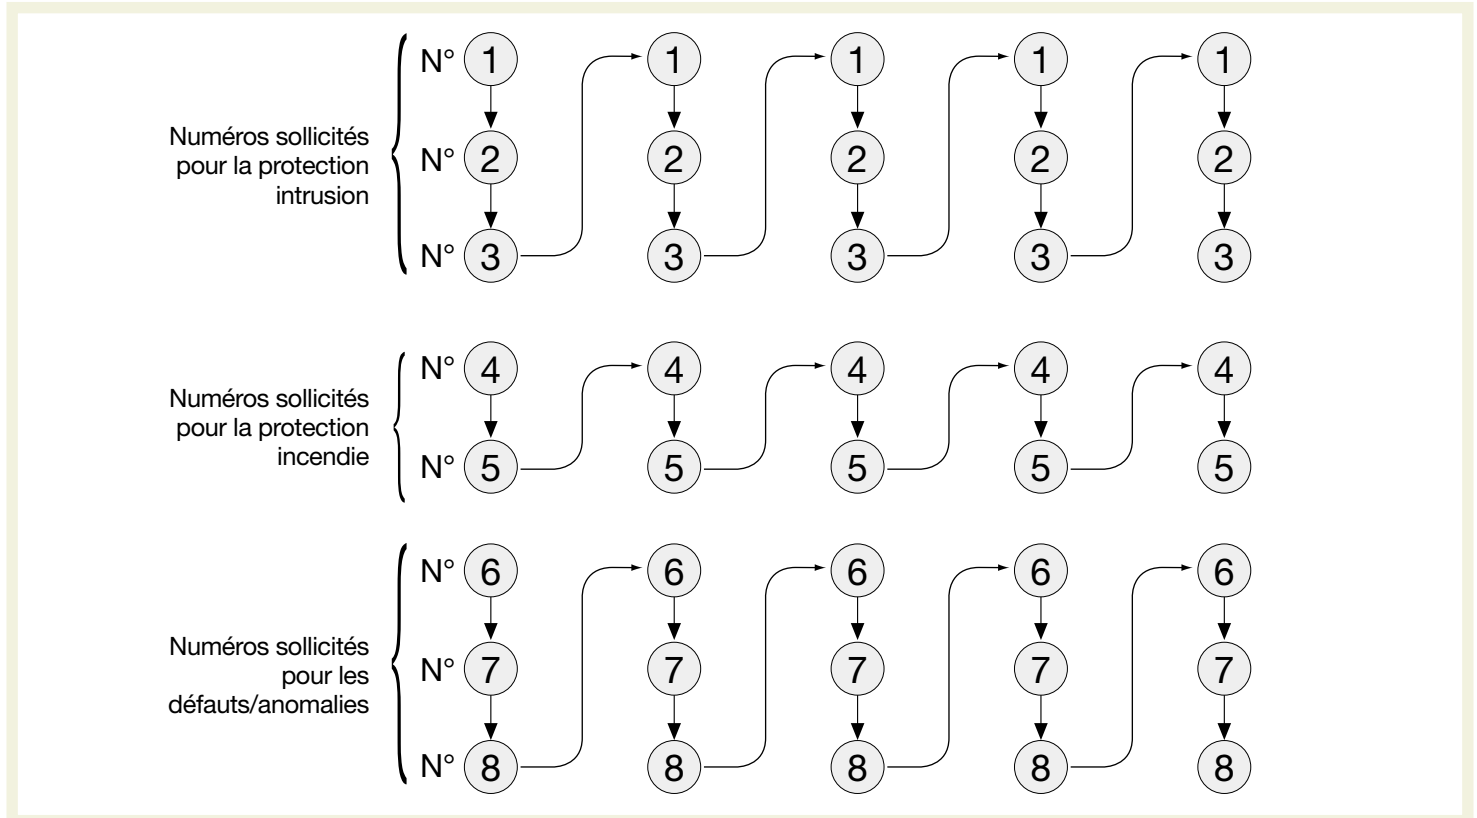 Numéros sollicités
pour la protection
intrusion
N° 1 1 1 1 1
N° 2 2 2 2 2
N° 3 3 3 3 3
Numéros sollicités
pour la protection
incendie
N° 4 4 4 4 4
N° 5 5 5 5 5
Numéros sollicités
pour les
défauts/anomalies
N° 6 6 6 6 6
N° 7 7 7 7 7
N° 8 8 8 8 8